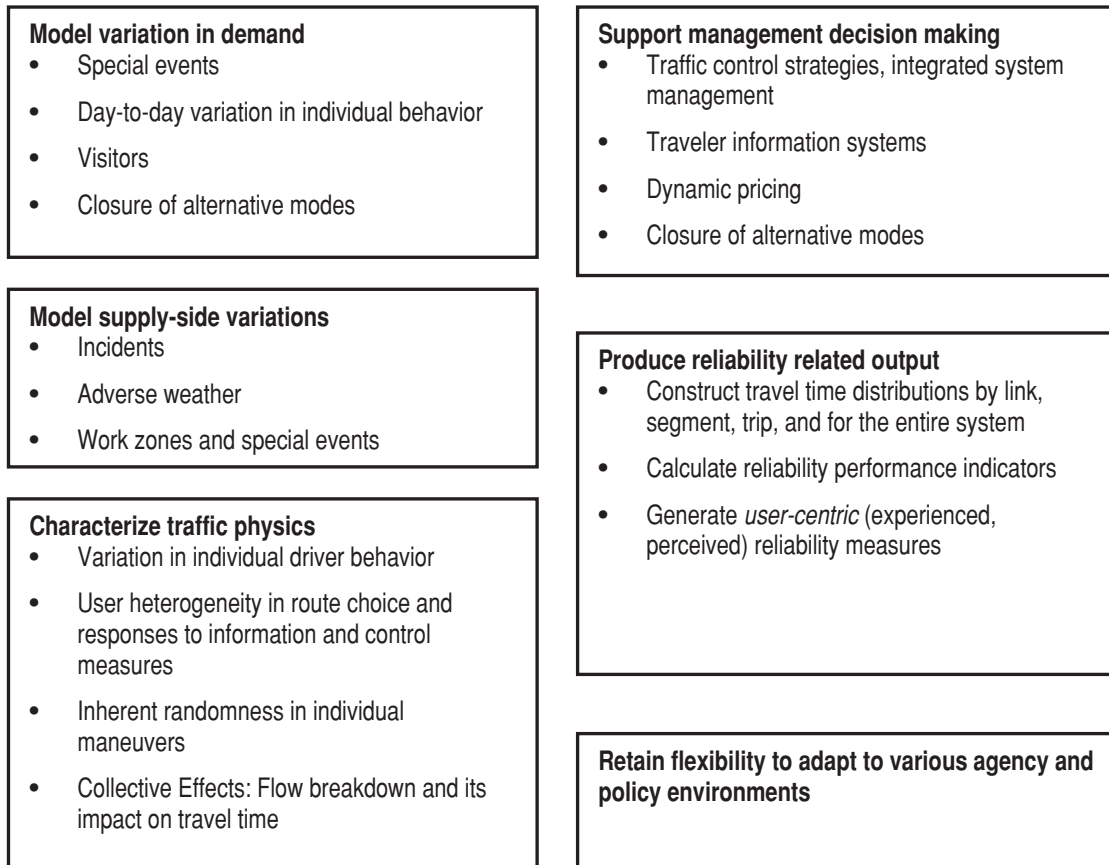 Model variation in demand
• Special events
• Day-to-day variation in individual behavior
• Visitors
• Closure of alternative modes
Model supply-side variations
• Incidents
• Adverse weather
• Work zones and special events
Characterize traffic physics
• Variation in individual driver behavior
• User heterogeneity in route choice and
responses to information and control
measures
• Inherent randomness in individual
maneuvers
• Collective Effects: Flow breakdown and its
impact on travel time
Support management decision making
• Traffic control strategies, integrated system
management
• Traveler information systems
• Dynamic pricing
• Closure of alternative modes
Produce reliability related output
• Construct travel time distributions by link,
segment, trip, and for the entire system
• Calculate reliability performance indicators
• Generate user-centric (experienced,
perceived) reliability measures
Retain flexibility to adapt to various agency and
policy environments